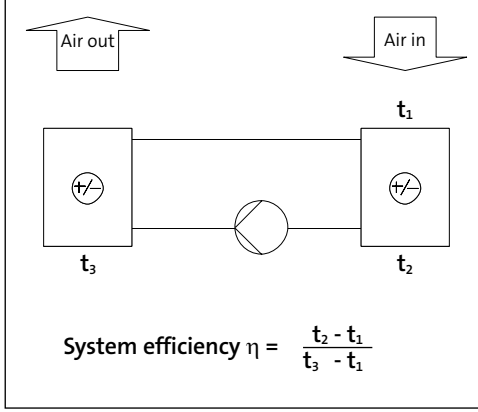 Air out
Air in
t₁
+/–
+/–
t₃
t₂
System efficiency η = t₂ - t₁
t₃ - t₁